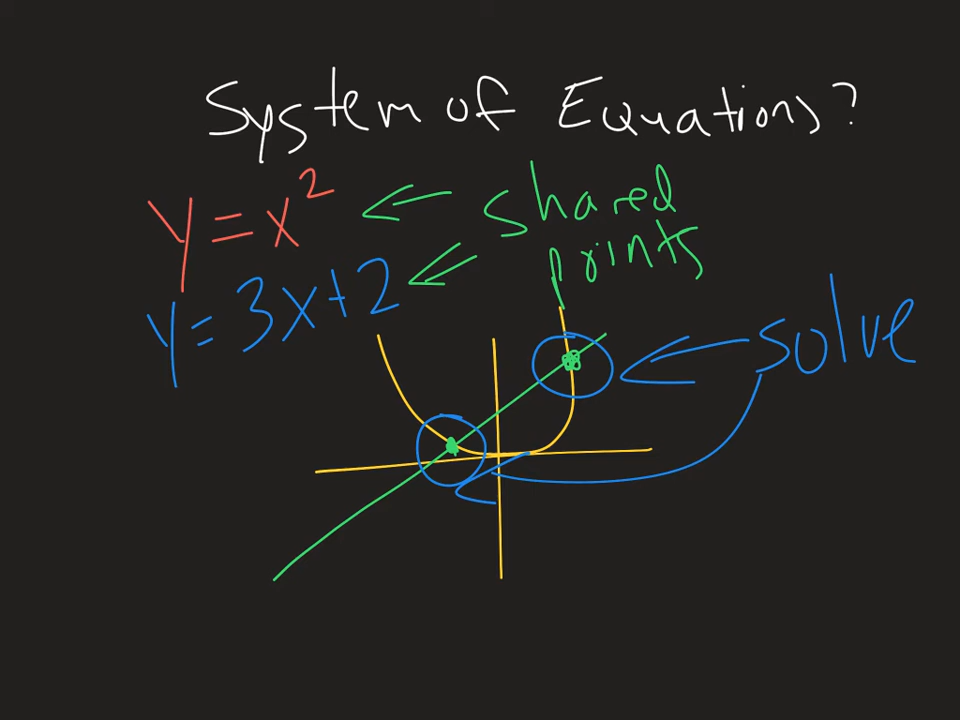 System of Equations?
y = x²
shared
points
y = 3x + 2
solve